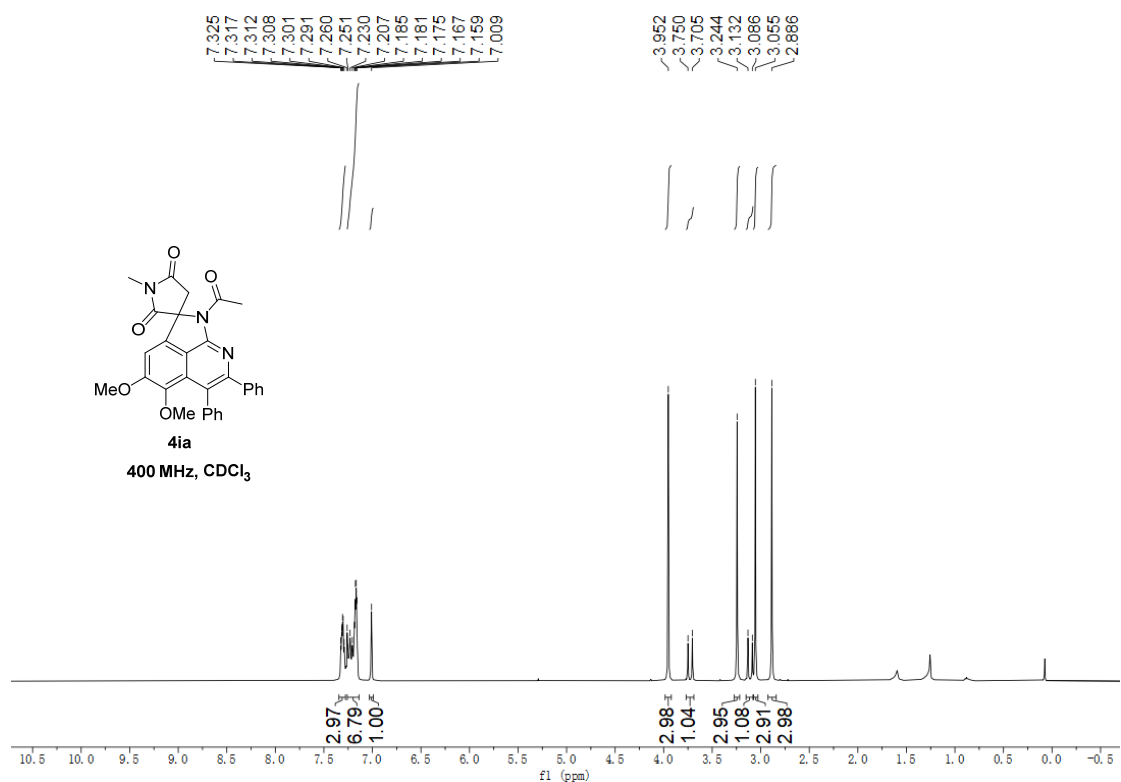 7.325
7.317
7.312
7.308
7.301
7.291
7.260
7.251
7.230
7.207
7.185
7.181
7.175
7.167
7.159
7.009
3.952
3.750
3.705
3.244
3.132
3.086
3.055
2.886
O
N
O
N
O
N
MeO
OMe
Ph
Ph
4ia
400 MHz, CDCl3
2.97
6.79
1.00
2.98
1.04
2.95
1.08
2.91
2.98
10.5 10.0 9.5 9.0 8.5 8.0 7.5 7.0 6.5 6.0 5.5 5.0 4.5 4.0 3.5 3.0 2.5 2.0 1.5 1.0 0.5 0.0 -0.5
f1 (ppm)